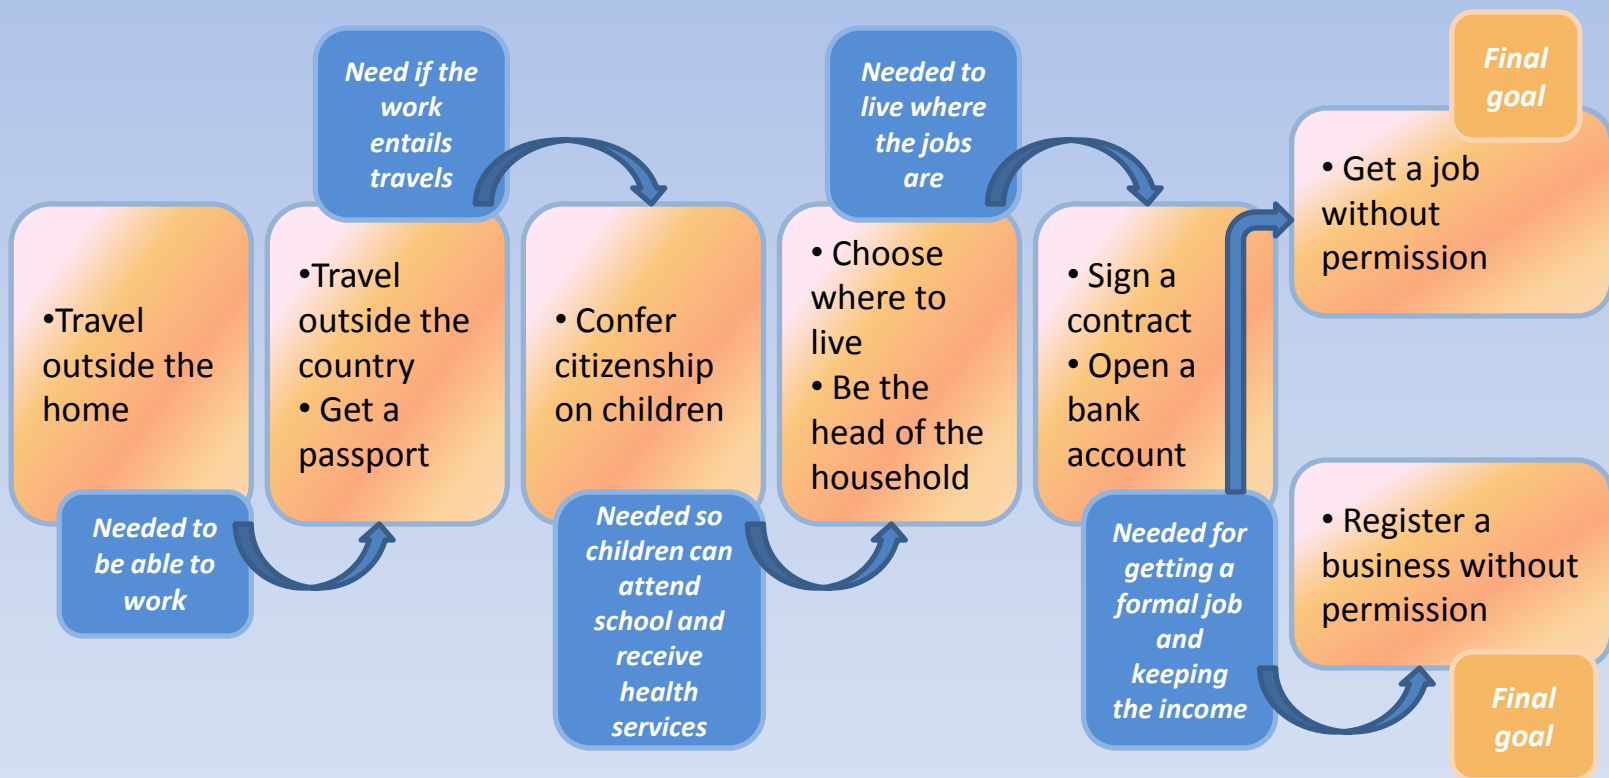 •Travel
outside the
home
Needed to
be able to
work
Need if the
work
entails
travels
•Travel
outside the
country
• Get a
passport
• Confer
citizenship
on children
Needed so
children can
attend
school and
receive
health
services
Needed to
live where
the jobs
are
• Choose
where to
live
• Be the
head of the
household
• Sign a
contract
• Open a
bank
account
Needed for
getting a
formal job
and
keeping
the income
Final
goal
• Get a job
without
permission
• Register a
business without
permission
Final
goal